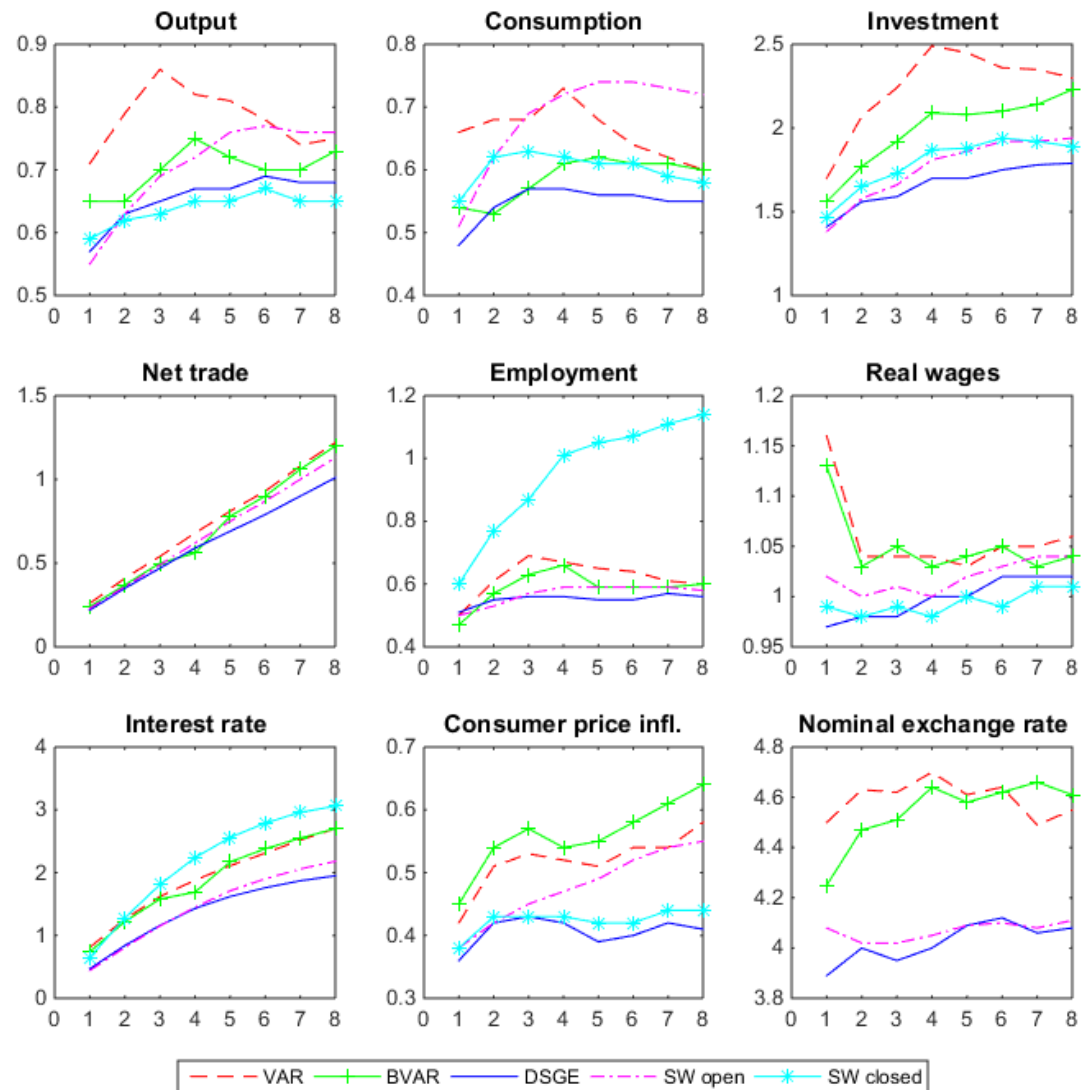 Output Consumption Investment
0.9 0.8 2.5
0.8 0.7 2
0.7 0.6 1.5
0.6 0.5 1
0.5 0.4
0 1 2 3 4 5 6 7 8 0 1 2 3 4 5 6 7 8 0 1 2 3 4 5 6 7 8
Net trade Employment Real wages
1.5 1.2 1.2
1 1 1.15
0.5 0.8 1.1
0 0.6 1.05
0.4 1
0.95
0 1 2 3 4 5 6 7 8 0 1 2 3 4 5 6 7 8 0 1 2 3 4 5 6 7 8
Interest rate Consumer price infl. Nominal exchange rate
4 0.7 4.8
3 0.6 4.6
2 0.5 4.4
1 0.4 4.2
0 0.3 4
3.8
0 1 2 3 4 5 6 7 8 0 1 2 3 4 5 6 7 8 0 1 2 3 4 5 6 7 8
VAR BVAR DSGE SW open SW closed